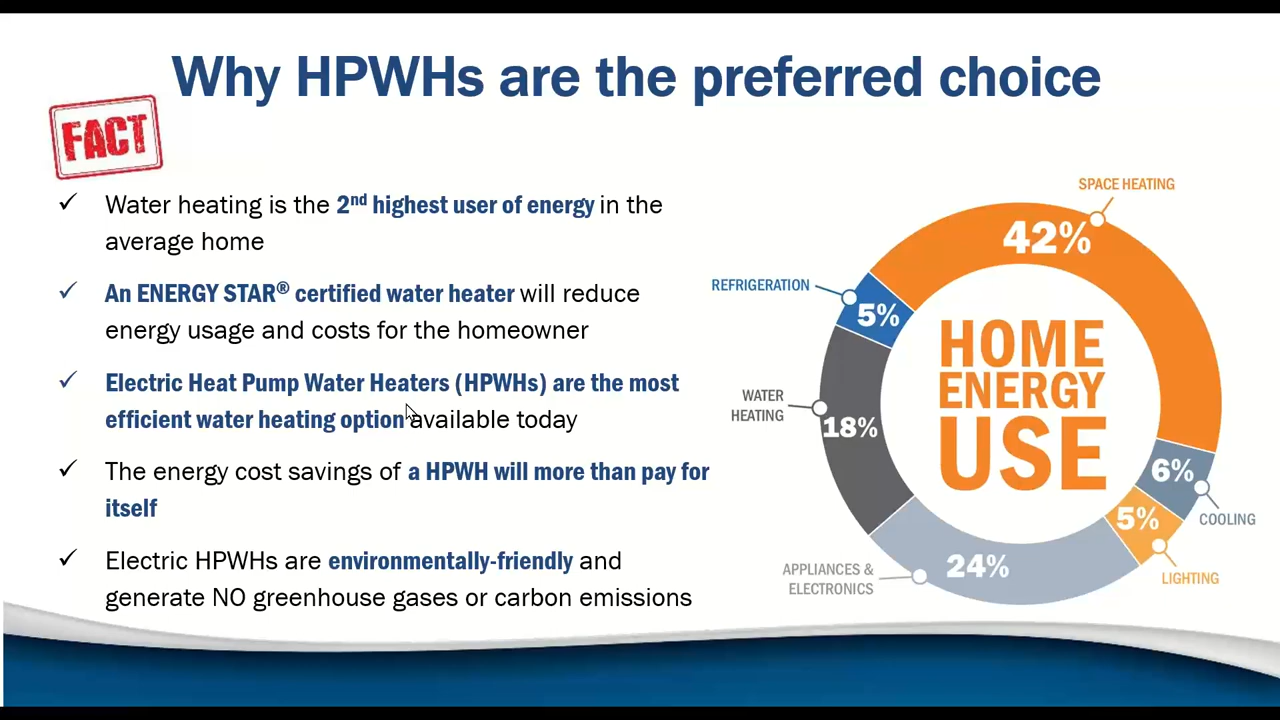 Why HPWHs are the preferred choice
FACT
Water heating is the 2nd highest user of energy in the
average home
An ENERGY STAR® certified water heater will reduce
energy usage and costs for the homeowner
Electric Heat Pump Water Heaters (HPWHs) are the most
efficient water heating option available today
The energy cost savings of a HPWH will more than pay for
itself
Electric HPWHs are environmentally-friendly and
generate NO greenhouse gases or carbon emissions
SPACE HEATING
42%
REFRIGERATION
5%
HOME
ENERGY
USE
WATER
HEATING
18%
6%
COOLING
5%
LIGHTING
24%
APPLIANCES &
ELECTRONICS